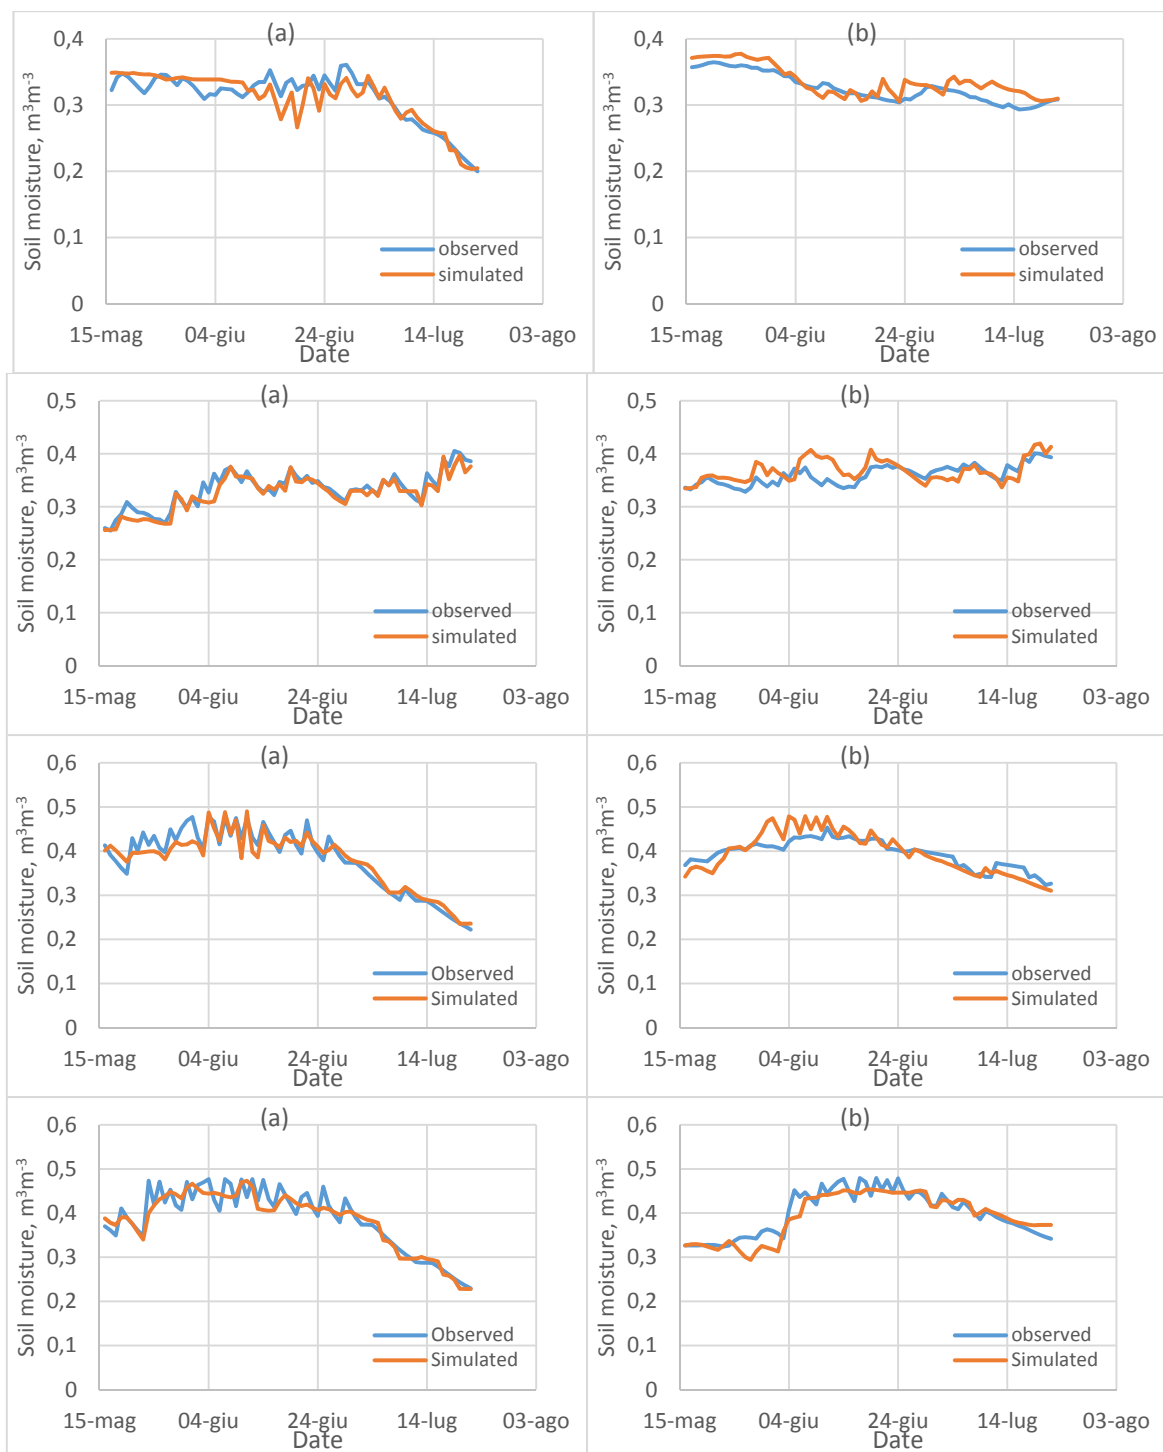 (a)
0,4
0,3
0,2
0,1
0
Soil moisture, m³m⁻³
observed
simulated
15-mag 04-giu 24-giu 14-lug 03-ago
Date
(b)
0,4
0,3
0,2
0,1
0
Soil moisture, m³m⁻³
observed
simulated
15-mag 04-giu 24-giu 14-lug 03-ago
Date
(a)
0,5
0,4
0,3
0,2
0,1
0
Soil moisture, m³m⁻³
observed
simulated
15-mag 04-giu 24-giu 14-lug 03-ago
Date
(b)
0,5
0,4
0,3
0,2
0,1
0
Soil moisture, m³m⁻³
observed
Simulated
15-mag 04-giu 24-giu 14-lug 03-ago
Date
(a)
0,6
0,5
0,4
0,3
0,2
0,1
0
Soil moisture, m³m⁻³
Observed
Simulated
15-mag 04-giu 24-giu 14-lug 03-ago
Date
(b)
0,6
0,5
0,4
0,3
0,2
0,1
0
Soil moisture, m³m⁻³
observed
Simulated
15-mag 04-giu 24-giu 14-lug 03-ago
Date
(a)
0,6
0,5
0,4
0,3
0,2
0,1
0
Soil moisture, m³m⁻³
Observed
Simulated
15-mag 04-giu 24-giu 14-lug 03-ago
Date
(b)
0,6
0,5
0,4
0,3
0,2
0,1
0
Soil moisture, m³m⁻³
observed
Simulated
15-mag 04-giu 24-giu 14-lug 03-ago
Date